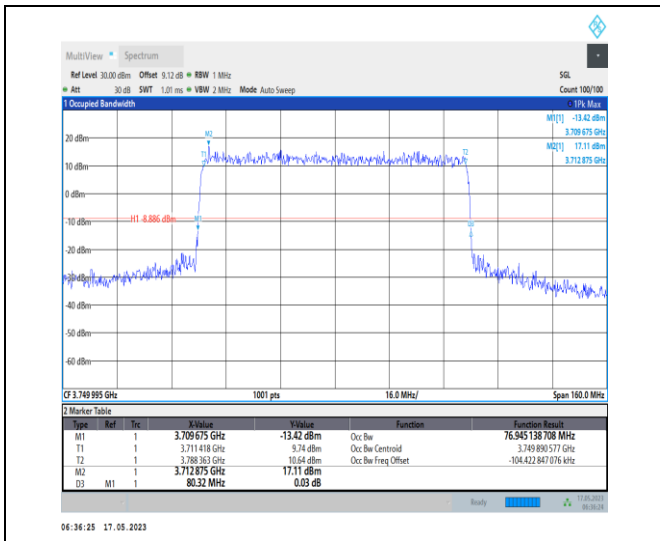 MultiView Spectrum
Ref Level 30.00 dBm Offset 9.12 dB RBW 1 MHz SGL
Att 30 dB SWT 1.01 ms VBW 2 MHz Mode Auto Sweep Count 100/100
1 Occupied Bandwidth 1Pk Max
M1[1] -13.42 dBm
3.709 675 GHz
M2[1] 17.11 dBm
3.712 875 GHz
M2
20 dBm
T1 T2
10 dBm
0 dBm
H1 -8.886 dBm M1
-10 dBm
-30 dBm
-40 dBm
-50 dBm
-60 dBm
CF 3.749 995 GHz 1001 pts 16.0 MHz/ Span 160.0 MHz
2 Marker Table
Type Ref Trc X-Value Y-Value Function Function Result
M1 1 3.709 675 GHz -13.42 dBm Occ Bw 76.945 138 708 MHz
T1 1 3.711 418 GHz 9.74 dBm Occ Bw Centroid 3.749 890 577 GHz
T2 1 3.788 363 GHz 10.64 dBm Occ Bw Freq Offset -104.422 847 076 kHz
M2 1 3.712 875 GHz 17.11 dBm
D3 M1 1 80.32 MHz 0.03 dB
Ready 17.05.2023
06:36:24
06:36:25 17.05.2023